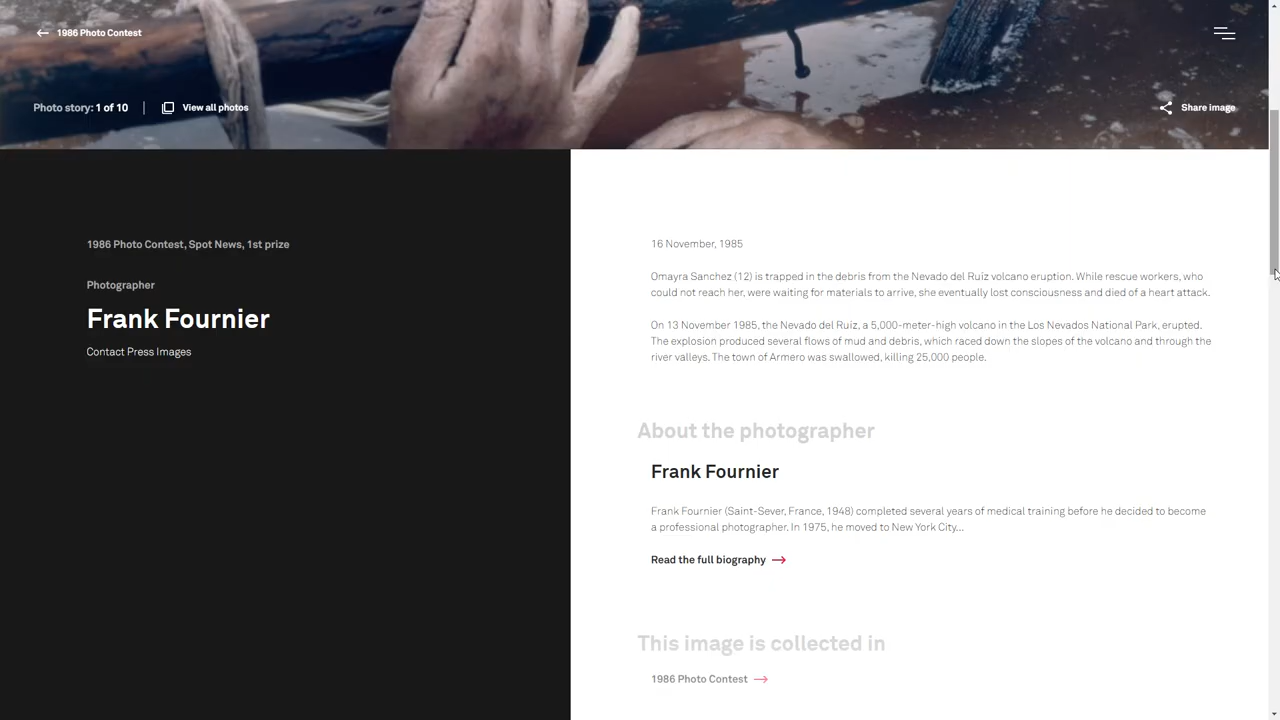 1986 Photo Contest
Photo story: 1 of 10
View all photos
Share image
1986 Photo Contest, Spot News, 1st prize
Photographer
Frank Fournier
Contact Press Images
16 November, 1985
Omayra Sanchez (12) is trapped in the debris from the Nevado del Ruiz volcano eruption. While rescue workers, who
could not reach her, were waiting for materials to arrive, she eventually lost consciousness and died of a heart attack.
On 13 November 1985, the Nevado del Ruiz, a 5,000-meter-high volcano in the Los Nevados National Park, erupted.
The explosion produced several flows of mud and debris, which raced down the slopes of the volcano and through the
river valleys. The town of Armero was swallowed, killing 25,000 people.
About the photographer
Frank Fournier
Frank Fournier (Saint-Sever, France, 1948) completed several years of medical training before he decided to become
a professional photographer. In 1975, he moved to New York City...
Read the full biography
This image is collected in
1986 Photo Contest